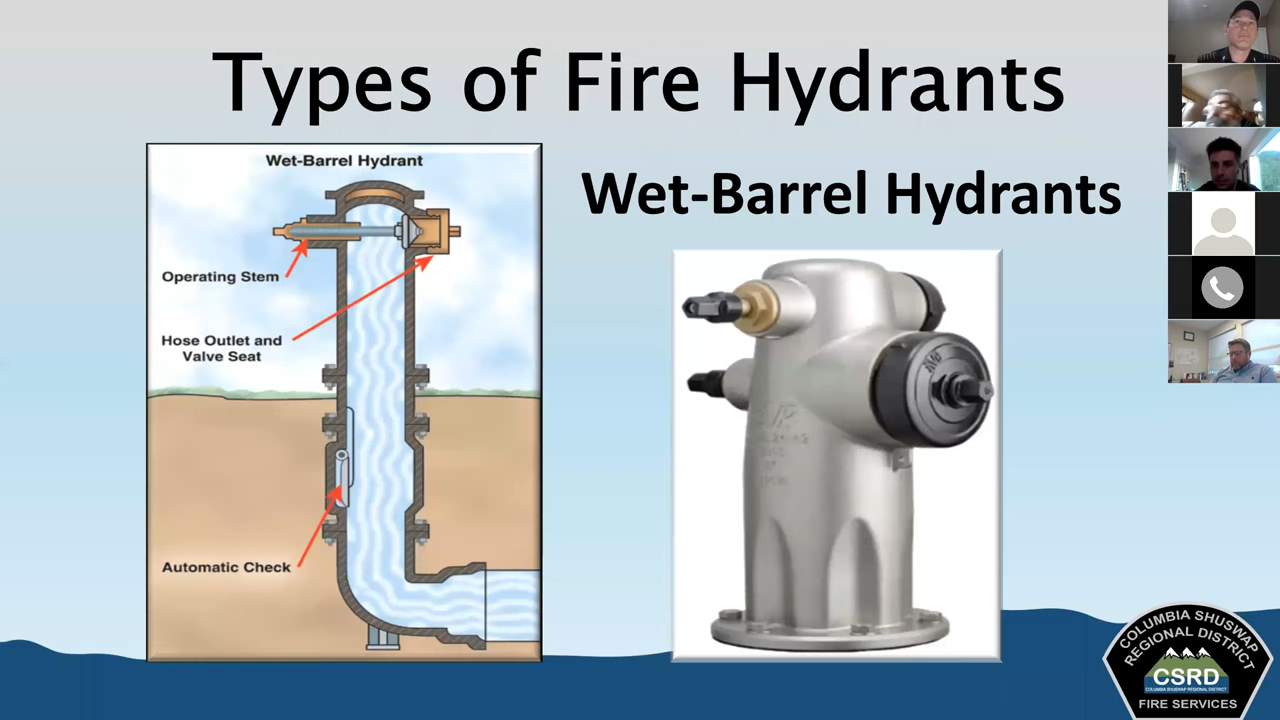 Types of Fire Hydrants
Wet-Barrel Hydrant
Wet-Barrel Hydrants
Operating Stem
Hose Outlet and
Valve Seat
Automatic Check
COLUMBIA SHUSWAP
REGIONAL DISTRICT
CSRD
COLUMBIA SHUSWAP REGIONAL DISTRICT
FIRE SERVICES